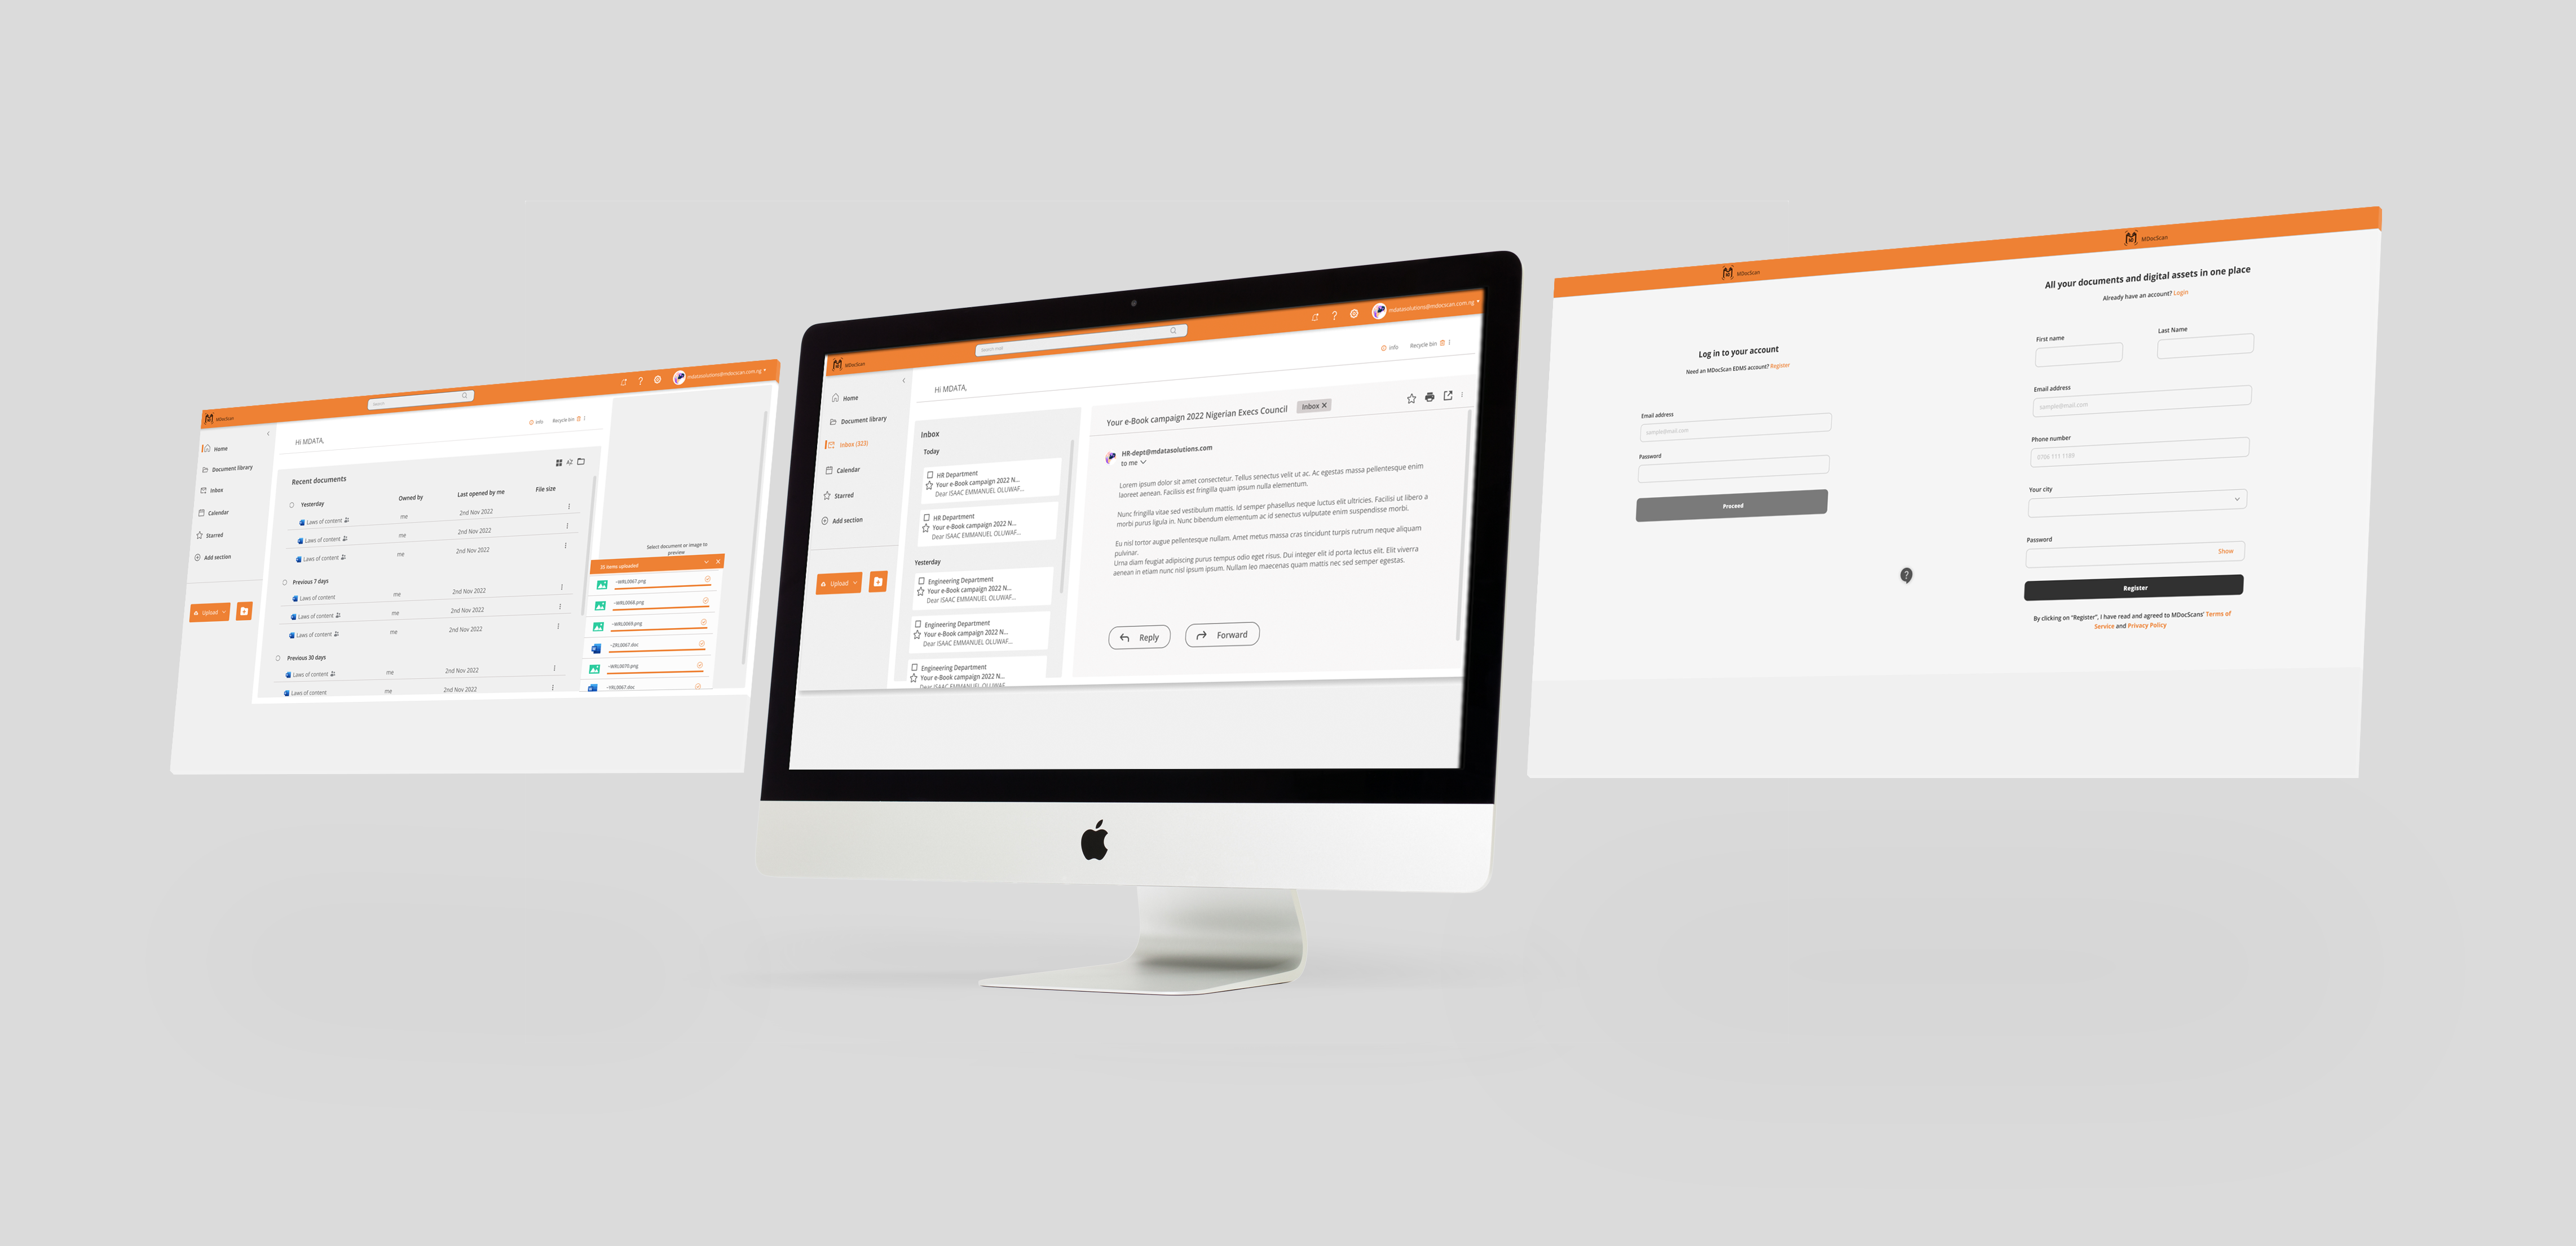 MDocScan
Search...
mdatasolutions@mdocscan.com.ng
Home
Document library
Inbox
Calendar
Starred
Add section
Upload
Hi MDATA,
Info
Recycle bin
Recent documents
Yesterday
Owned by
Last opened by me
File size
Laws of content
me
2nd Nov 2022
Laws of content
me
2nd Nov 2022
Laws of content
me
2nd Nov 2022
Previous 7 days
Laws of content
me
2nd Nov 2022
Laws of content
me
2nd Nov 2022
Laws of content
me
2nd Nov 2022
Previous 30 days
Laws of content
me
2nd Nov 2022
Laws of content
me
2nd Nov 2022
Select document or image to
preview
items uploaded
~WRL0067.png
~WRL0068.png
~WRL0069.png
~ZRL0067.doc
~WRL0070.png
~YRL0067.doc
MDocScan
Search mail
mdatasolutions@mdocscan.com.ng
Home
Document library
Inbox (323)
Calendar
Starred
Add section
Upload
Hi MDATA,
Info
Recycle bin
Inbox
Today
HR Department
Your e-Book campaign 2022 N...
Dear ISAAC EMMANUEL OLUWAF...
HR Department
Your e-Book campaign 2022 N...
Dear ISAAC EMMANUEL OLUWAF...
Yesterday
Engineering Department
Your e-Book campaign 2022 N...
Dear ISAAC EMMANUEL OLUWAF...
Engineering Department
Your e-Book campaign 2022 N...
Dear ISAAC EMMANUEL OLUWAF...
Engineering Department
Your e-Book campaign 2022 N...
Dear ISAAC EMMANUEL OLUWAF...
Your e-Book campaign 2022 Nigerian Execs Council
Inbox
HR-dept@mdatasolutions.com
to me
Lorem ipsum dolor sit amet consectetur. Tellus senectus velit ut ac. Ac egestas massa pellentesque enim
laoreet aenean. Facilisis est fringilla quam ipsum nulla elementum.
Nunc fringilla vitae sed vestibulum mattis. Id semper phasellus neque luctus elit ultricies. Facilisi ut libero a
morbi purus ligula in. Nunc bibendum elementum ac id senectus vulputate enim suspendisse morbi.
Eu nisl tortor augue pellentesque nullam. Amet metus massa cras tincidunt turpis rutrum neque aliquam
pulvinar.
Urna diam feugiat adipiscing purus tempus odio eget risus. Dui integer elit id porta lectus elit. Elit viverra
aenean in etiam nunc nisl ipsum ipsum. Nullam leo maecenas quam mattis nec sed semper egestas.
Reply
Forward
MDocScan
Log in to your account
Need an MDocScan EDMS account? Register
Email address
sample@mail.com
Password
Proceed
?
MDocScan
All your documents and digital assets in one place
Already have an account? Login
First name
Last Name
Email address
sample@mail.com
Phone number
0706 111 1189
Your city
Password
Show
Register
By clicking on "Register", I have read and agreed to MDocScans' Terms of
Service and Privacy Policy